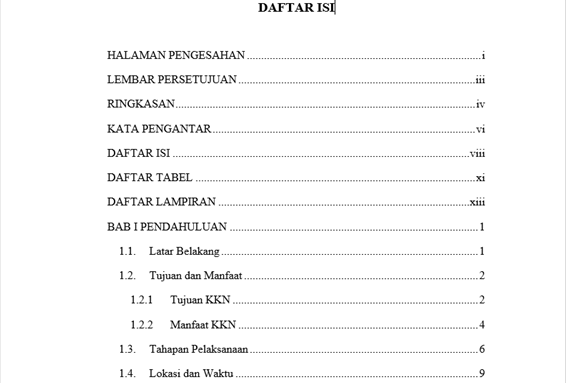 DAFTAR ISI
HALAMAN PENGESAHAN ........ i
LEMBAR PERSETUJUAN ........ iii
RINGKASAN ........ iv
KATA PENGANTAR ........ vi
DAFTAR ISI ........ viii
DAFTAR TABEL ........ xi
DAFTAR LAMPIRAN ........ xiii
BAB I PENDAHULUAN ........ 1
1.1. Latar Belakang ........ 1
1.2. Tujuan dan Manfaat ........ 2
1.2.1 Tujuan KKN ........ 2
1.2.2 Manfaat KKN ........ 4
1.3. Tahapan Pelaksanaan ........ 6
1.4. Lokasi dan Waktu ........ 9